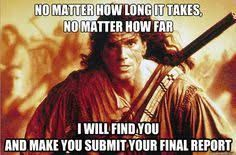 NO MATTER HOW LONG IT TAKES,
NO MATTER HOW FAR
I WILL FIND YOU
AND MAKE YOU SUBMIT YOUR FINAL REPORT